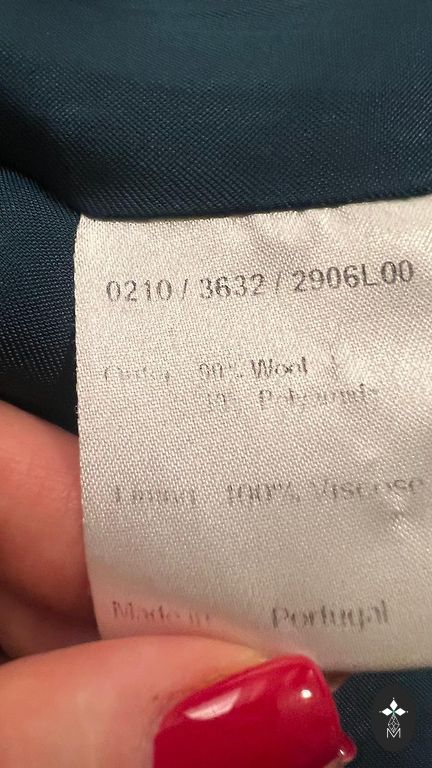 0210 / 3632 / 2906L00
Outer 90% Wool
10% Polyamide
Lining 100% Viscose
Made in Portugal
M